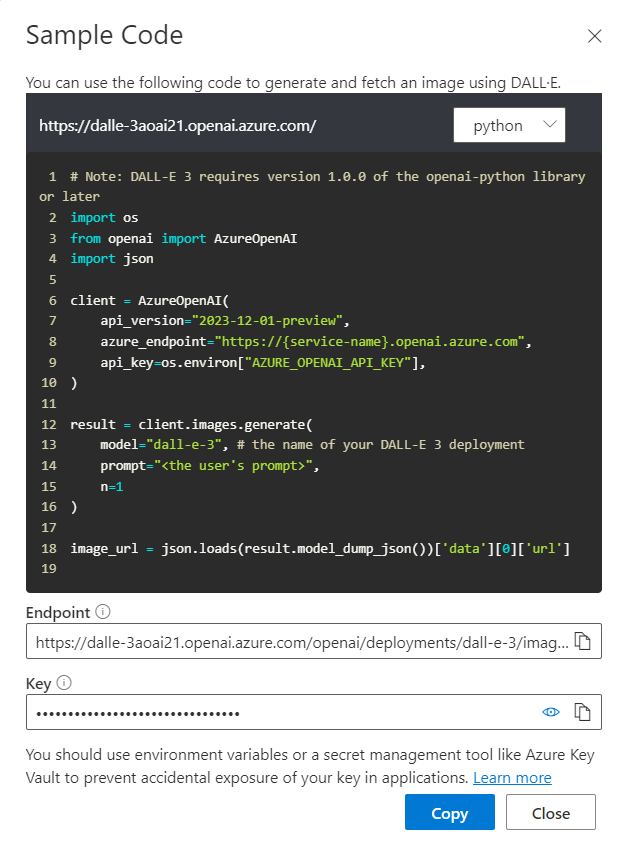 Sample Code
You can use the following code to generate and fetch an image using DALL·E.
https://dalle-3aoai21.openai.azure.com/
python
1 # Note: DALL-E 3 requires version 1.0.0 of the openai-python library
or later
2 import os
3 from openai import AzureOpenAI
4 import json
5
6 client = AzureOpenAI(
7     api_version="2023-12-01-preview",
8     azure_endpoint="https://{service-name}.openai.azure.com",
9     api_key=os.environ["AZURE_OPENAI_API_KEY"],
10 )
11
12 result = client.images.generate(
13     model="dall-e-3", # the name of your DALL-E 3 deployment
14     prompt="<the user's prompt>",
15     n=1
16 )
17
18 image_url = json.loads(result.model_dump_json())['data'][0]['url']
19
Endpoint
https://dalle-3aoai21.openai.azure.com/openai/deployments/dall-e-3/imag...
Key
••••••••••••••••••••••••••••••••
You should use environment variables or a secret management tool like Azure Key
Vault to prevent accidental exposure of your key in applications. Learn more
Copy
Close